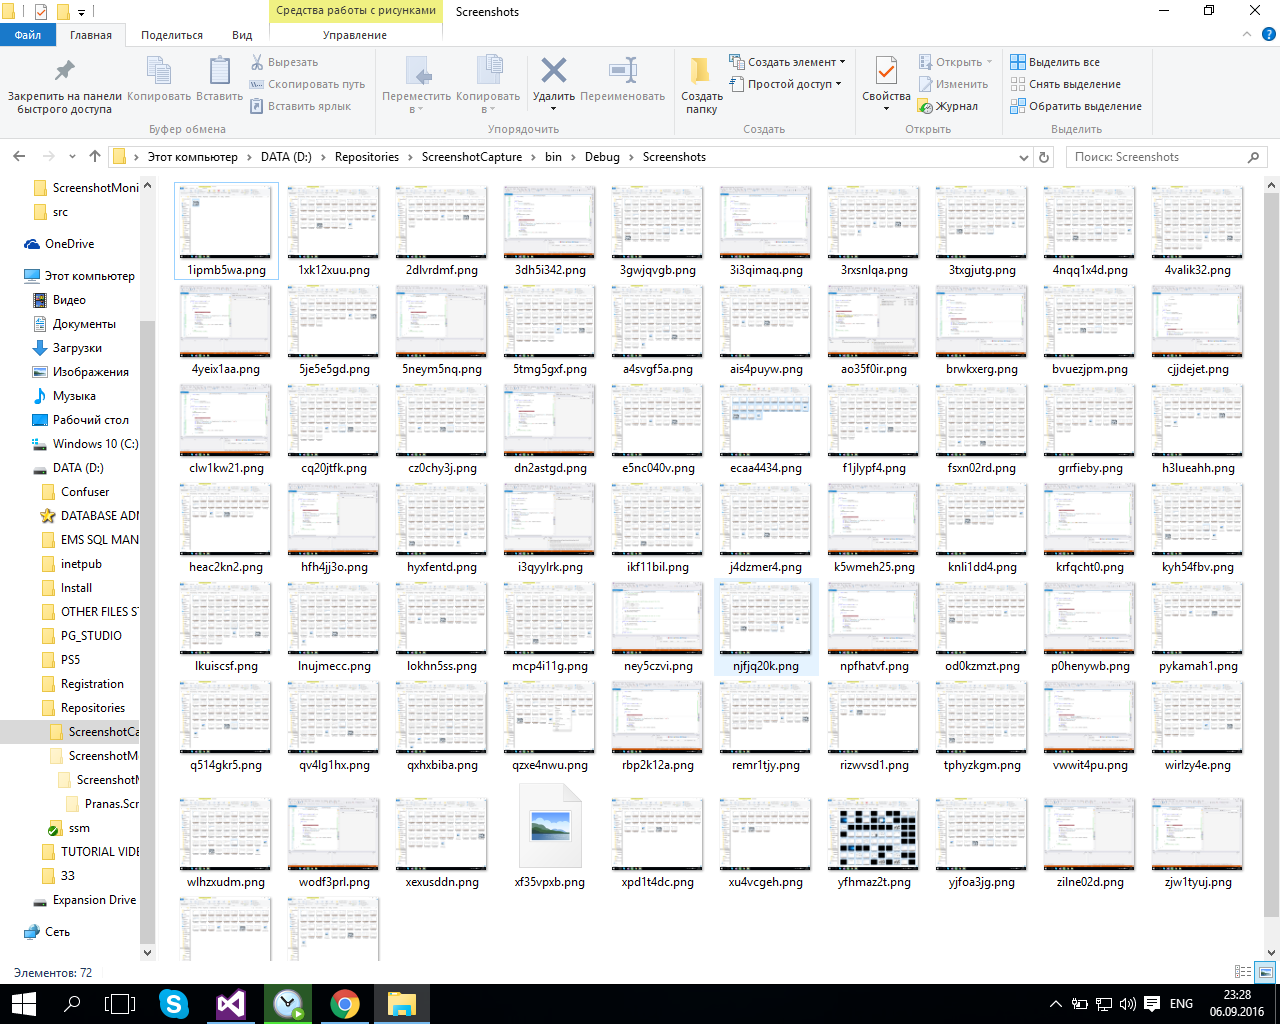 Средства работы с рисунками
Screenshots
Файл
Главная
Поделиться
Вид
Управление
Закрепить на панели быстрого доступа
Копировать
Вставить
Вырезать
Скопировать путь
Вставить ярлык
Буфер обмена
Переместить в
Копировать в
Удалить
Переименовать
Упорядочить
Создать папку
Создать элемент
Простой доступ
Создать
Свойства
Открыть
Изменить
Журнал
Открыть
Выделить все
Снять выделение
Обратить выделение
Выделить
Этот компьютер > DATA (D:) > Repositories > ScreenshotCapture > bin > Debug > Screenshots
Поиск: Screenshots
ScreenshotMoni
src
OneDrive
Этот компьютер
Видео
Документы
Загрузки
Изображения
Музыка
Рабочий стол
Windows 10 (C:)
DATA (D:)
Confuser
DATABASE ADM
EMS SQL MAN
inetpub
Install
OTHER FILES ST
PG_STUDIO
PS5
Registration
Repositories
ScreenshotCa
ScreenshotM
Screenshot
Pranas.Scr
ssm
TUTORIAL VIDE
33
Expansion Drive
Сеть
1ipmb5wa.png 1xk12xuu.png 2dlvrdmf.png 3dh5i342.png 3gwjqvgb.png 3i3qimaq.png 3rxsnlqa.png 3txgjutg.png 4nqq1x4d.png 4valik32.png
4yeix1aa.png 5je5e5gd.png 5neym5nq.png 5tmg5gxf.png a4svgf5a.png ais4puyw.png ao35f0ir.png brwkxerg.png bvuezjpm.png cjjdejet.png
clw1kw21.png cq20jtfk.png cz0chy3j.png dn2astgd.png e5nc040v.png ecaa4434.png f1jlypf4.png fsxn02rd.png grrfieby.png h3lueahh.png
heac2kn2.png hfh4jj3o.png hyxfentd.png i3qyylrk.png ikf11bil.png j4dzmer4.png k5wmeh25.png knli1dd4.png krfqcht0.png kyh54fbv.png
lkuiscsf.png lnujmecc.png lokhn5ss.png mcp4i11g.png ney5czvi.png njfjq20k.png npfhatvf.png od0kzmzt.png p0henywb.png pykamah1.png
q514gkr5.png qv4lg1hx.png qxhxbiba.png qzxe4nwu.png rbp2k12a.png remr1tjy.png rizwvsd1.png tphyzkgm.png vwwit4pu.png wirlzy4e.png
wlhzxudm.png wodf3prl.png xexusddn.png xf35vpxb.png xpd1t4dc.png xu4vcgeh.png yfhmaz2t.png yjfoa3jg.png zilne02d.png zjw1tyuj.png
Элементов: 72
ENG
23:28
06.09.2016